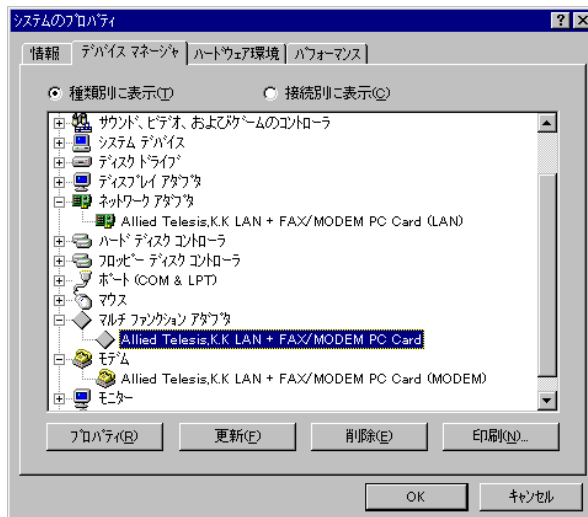 システムのプロパティ
情報 デバイス マネージャ ハードウェア環境 パフォーマンス
種類別に表示(T) 接続別に表示(C)
サウンド、ビデオ、およびゲームのコントローラ
システム デバイス
ディスク ドライブ
ディスプレイ アダプタ
ネットワーク アダプタ
Allied Telesis,K.K LAN + FAX/MODEM PC Card (LAN)
ハード ディスク コントローラ
フロッピー ディスク コントローラ
ポート (COM & LPT)
マウス
マルチ ファンクション アダプタ
Allied Telesis,K.K LAN + FAX/MODEM PC Card
モデム
Allied Telesis,K.K LAN + FAX/MODEM PC Card (MODEM)
モニター
プロパティ(R) 更新(F) 削除(E) 印刷(N)...
OK キャンセル